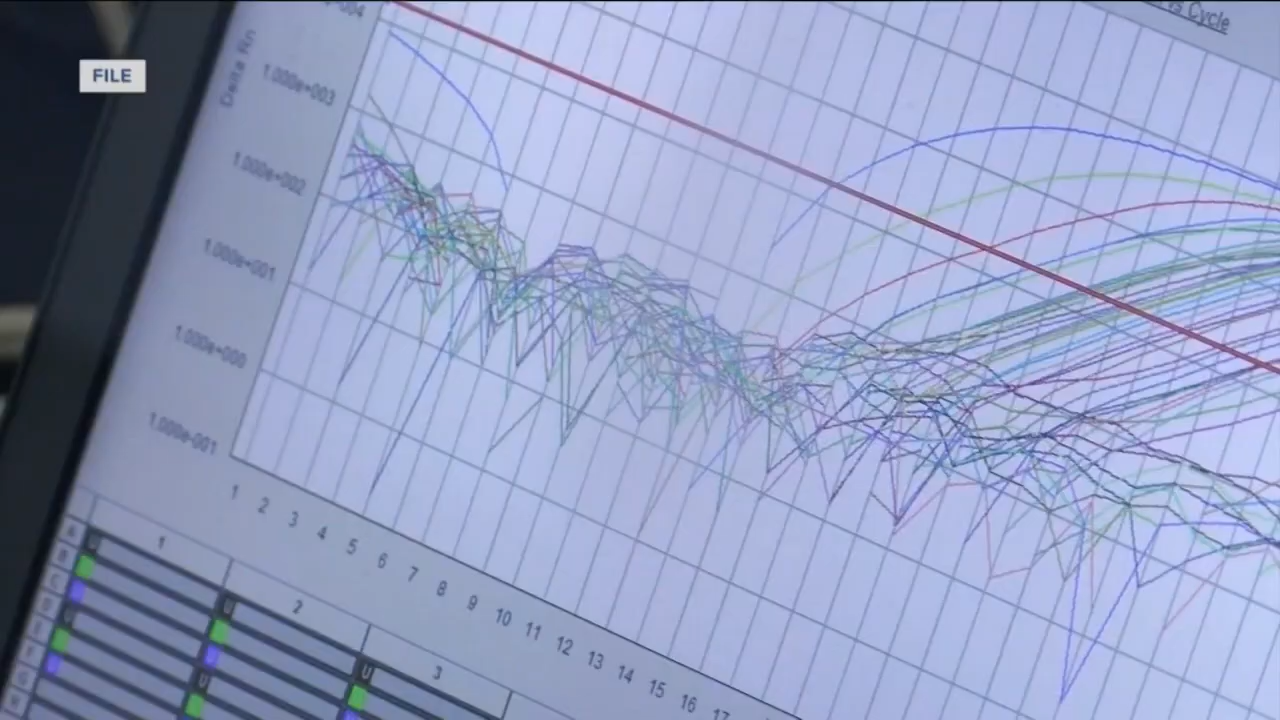 FILE
vs Cycle
Delta Rn
1.000e+003
1.000e+002
1.000e+001
1.000e+000
1.000e-001
1 2 3 4 5 6 7 8 9 10 11 12 13 14 15 16 17
1 2 3
A
B
C
D
E
F
G
H
U
U
U
U